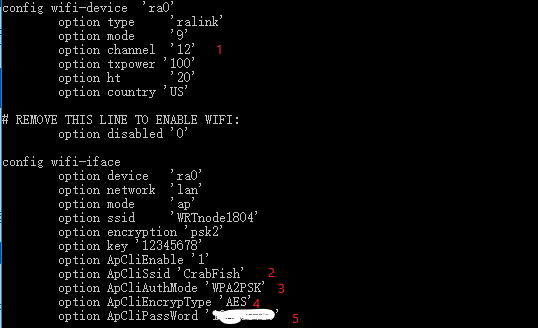 config wifi-device 'ra0'
option type 'ralink'
option mode '9'
option channel '12' 1
option txpower '100'
option ht '20'
option country 'US'
# REMOVE THIS LINE TO ENABLE WIFI:
option disabled '0'
config wifi-iface
option device 'ra0'
option network 'lan'
option mode 'ap'
option ssid 'WRTnode1804'
option encryption 'psk2'
option key '12345678'
option ApCliEnable '1'
option ApCliSsid 'CrabFish' 2
option ApCliAuthMode 'WPA2PSK' 3
option ApCliEncrypType 'AES' 4
option ApCliPassWord 5